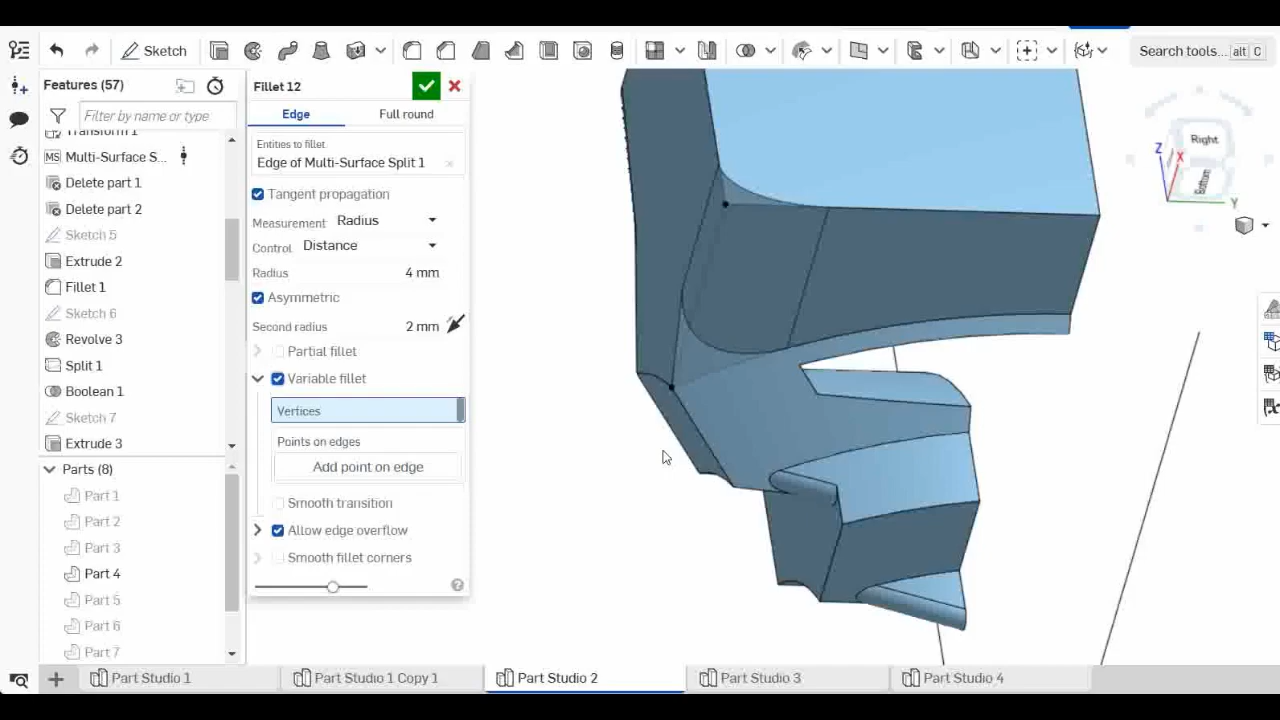 Sketch
Search tools... alt C
Features (57)
Filter by name or type
Transform 1
Multi-Surface S...
Delete part 1
Delete part 2
Sketch 5
Extrude 2
Fillet 1
Sketch 6
Revolve 3
Split 1
Boolean 1
Sketch 7
Extrude 3
Parts (8)
Part 1
Part 2
Part 3
Part 4
Part 5
Part 6
Part 7
Fillet 12
Edge Full round
Entities to fillet
Edge of Multi-Surface Split 1
Tangent propagation
Measurement Radius
Control Distance
Radius 4 mm
Asymmetric
Second radius 2 mm
Partial fillet
Variable fillet
Vertices
Points on edges
Add point on edge
Smooth transition
Allow edge overflow
Smooth fillet corners
Right
Bottom
Z
X
Y
Part Studio 1
Part Studio 1 Copy 1
Part Studio 2
Part Studio 3
Part Studio 4